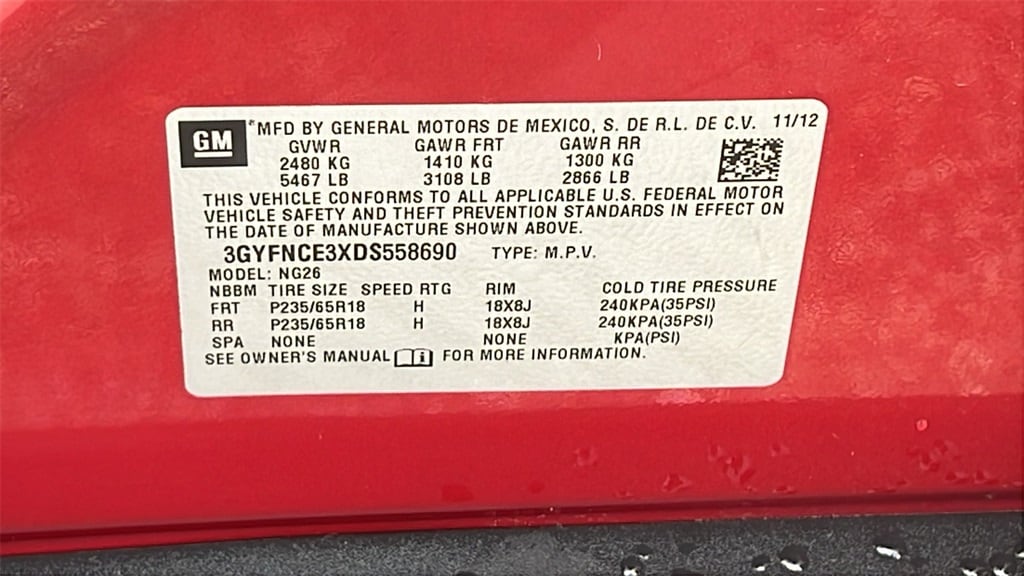 GM *MFD BY GENERAL MOTORS DE MEXICO, S. DE R.L. DE C.V. 11/12
GVWR GAWR FRT GAWR RR
2480 KG 1410 KG 1300 KG
5467 LB 3108 LB 2866 LB
THIS VEHICLE CONFORMS TO ALL APPLICABLE U.S. FEDERAL MOTOR
VEHICLE SAFETY AND THEFT PREVENTION STANDARDS IN EFFECT ON
THE DATE OF MANUFACTURE SHOWN ABOVE.
3GYFNCE3XDS558690 TYPE: M.P.V.
MODEL: NG26
NBBM TIRE SIZE SPEED RTG RIM COLD TIRE PRESSURE
FRT P235/65R18 H 18X8J 240KPA(35PSI)
RR P235/65R18 H 18X8J 240KPA(35PSI)
SPA NONE NONE KPA(PSI)
SEE OWNER'S MANUAL i FOR MORE INFORMATION.